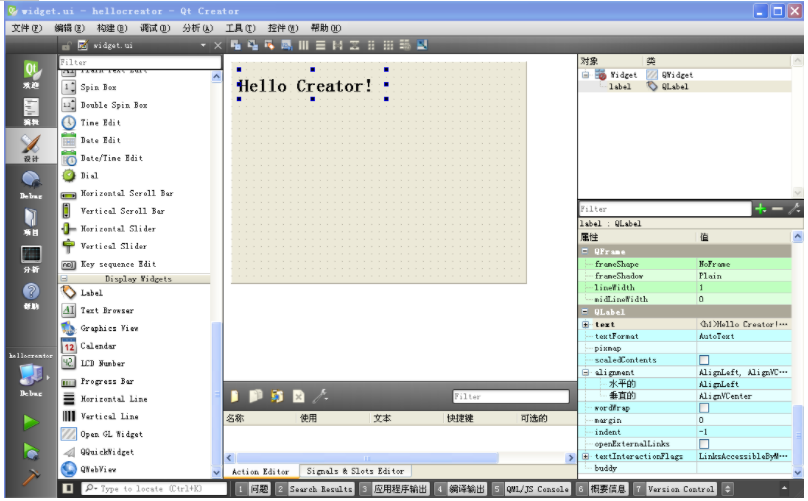 widget.ui - hellocreator - Qt Creator
文件(F) 编辑(E) 构建(B) 调试(D) 分析(A) 工具(T) 控件(W) 帮助(H)
widget.ui
Filter
Spin Box
Double Spin Box
Time Edit
Date Edit
Date/Time Edit
Dial
Horizontal Scroll Bar
Vertical Scroll Bar
Horizontal Slider
Vertical Slider
Key sequence Edit
Display Widgets
Label
Text Browser
Graphics View
Calendar
LCD Number
Progress Bar
Horizontal Line
Vertical Line
Open GL Widget
QQuickWidget
QWebView
欢迎
编辑
设计
Debug
项目
分析
帮助
hellocreator
Debug
Hello Creator!
Filter
名称 使用 文本 快捷键 可选的
Action Editor Signals & Slots Editor
对象 类
Widget QWidget
label QLabel
Filter
label : QLabel
属性 值
QFrame
frameShape NoFrame
frameShadow Plain
lineWidth 1
midLineWidth 0
QLabel
text <h1>Hello Creator!...
textFormat AutoText
pixmap
scaledContents
alignment AlignLeft, AlignVC...
水平的 AlignLeft
垂直的 AlignVCenter
wordWrap
margin 0
indent -1
openExternalLinks
textInteractionFlags LinksAccessibleByM...
buddy
Type to locate (Ctrl+K) 1 问题 2 Search Results 3 应用程序输出 4 编译输出 5 QML/JS Console 6 概要信息 7 Version Control